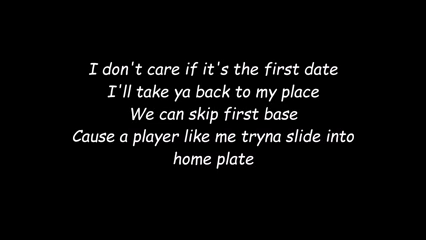 I don't care if it's the first date
I'll take ya back to my place
We can skip first base
Cause a player like me tryna slide into
home plate